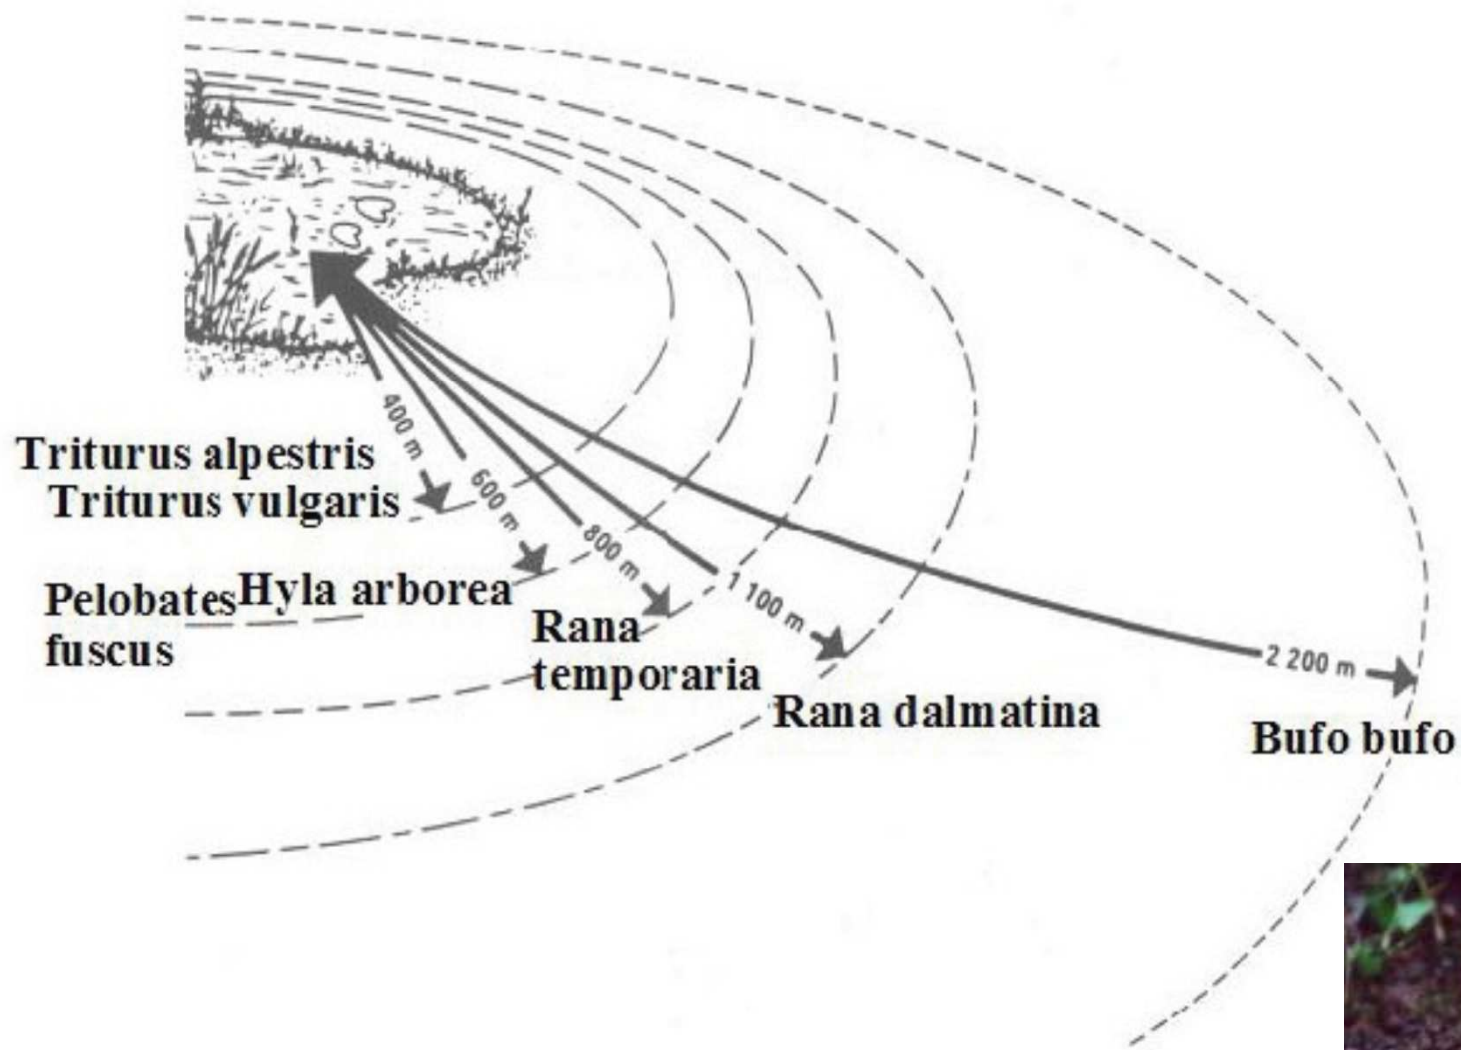 400 m
Triturus alpestris
Triturus vulgaris
600 m
800 m
Pelobates
fuscus
Hyla arborea
1 100 m
Rana
temporaria
2 200 m
Rana dalmatina
Bufo bufo